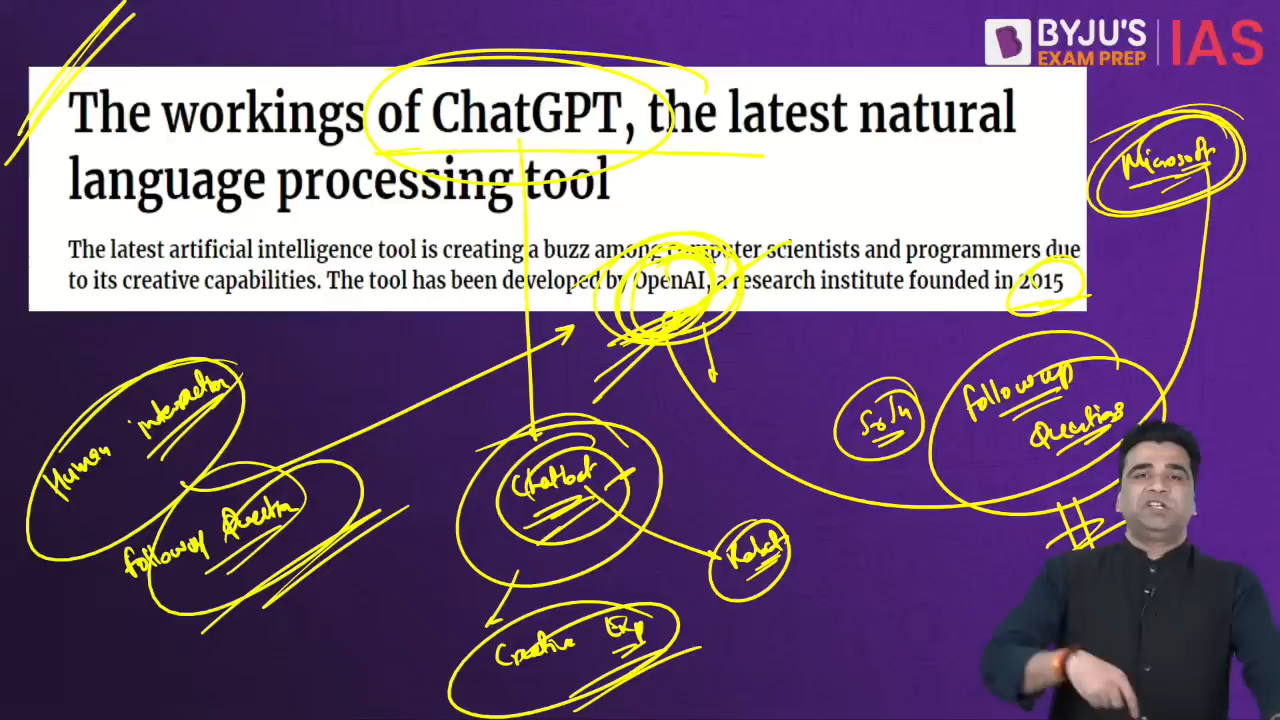 BYJU'S
EXAM PREP
IAS
The workings of ChatGPT, the latest natural
language processing tool
The latest artificial intelligence tool is creating a buzz among computer scientists and programmers due
to its creative capabilities. The tool has been developed by OpenAI, a research institute founded in 2015
Microsoft
Human interaction
Followup Question
Chatbot
Robot
Creative Exp
Followup
Questions